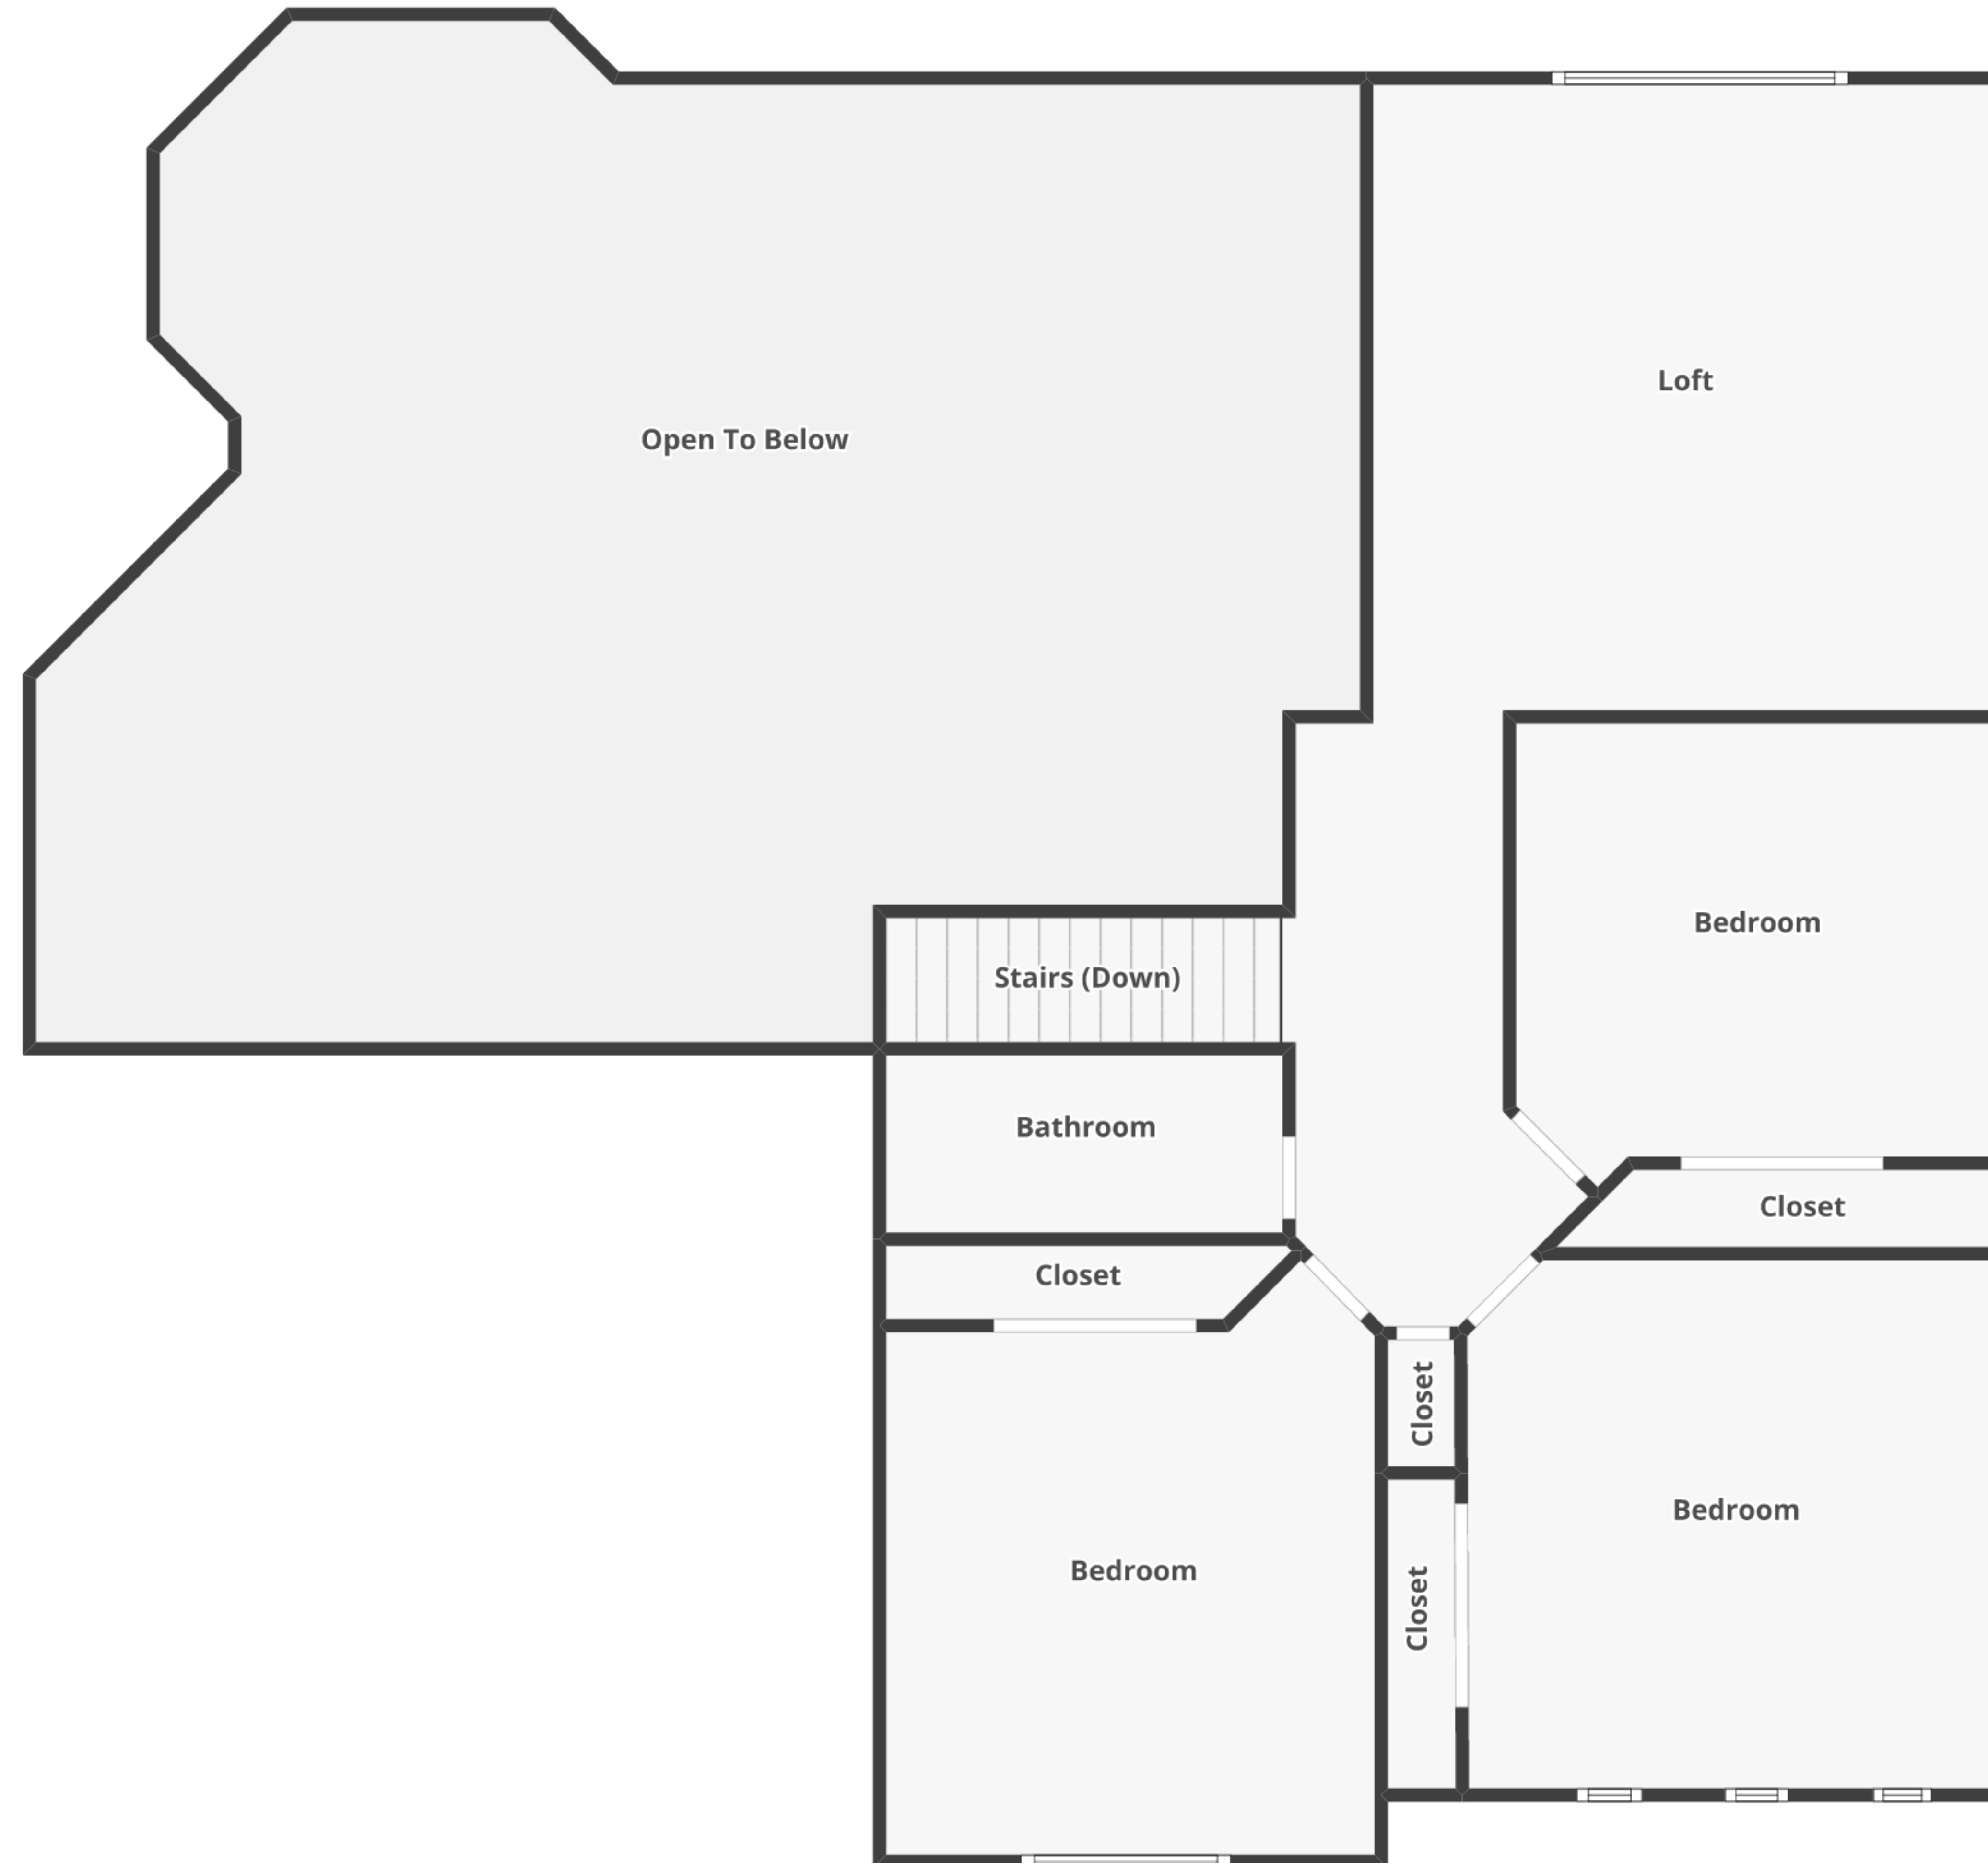 Loft
Open To Below
Bedroom
Stairs (Down)
Bathroom
Closet
Closet
Closet
Bedroom
Bedroom
Closet